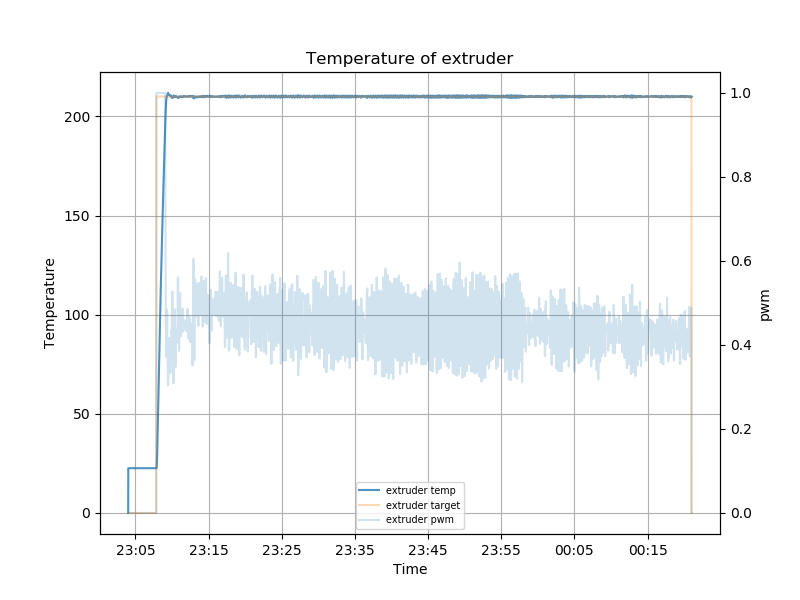 Temperature of extruder
200
150
100
50
0
Temperature
1.0
0.8
0.6
0.4
0.2
0.0
pwm
extruder temp
extruder target
extruder pwm
23:05 23:15 23:25 23:35 23:45 23:55 00:05 00:15
Time